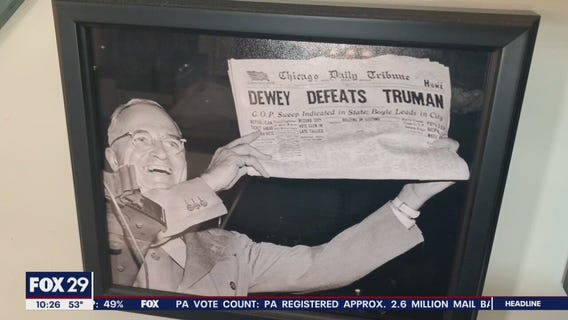 Chicago Daily Tribune HOME
DEWEY DEFEATS TRUMAN
G.O.P. Sweep Indicated in State; Boyle Leads in City
FOX 29
10:26 53° P: 49% FOX PA VOTE COUNT: PA REGISTERED APPROX. 2.6 MILLION MAIL BA HEADLINE